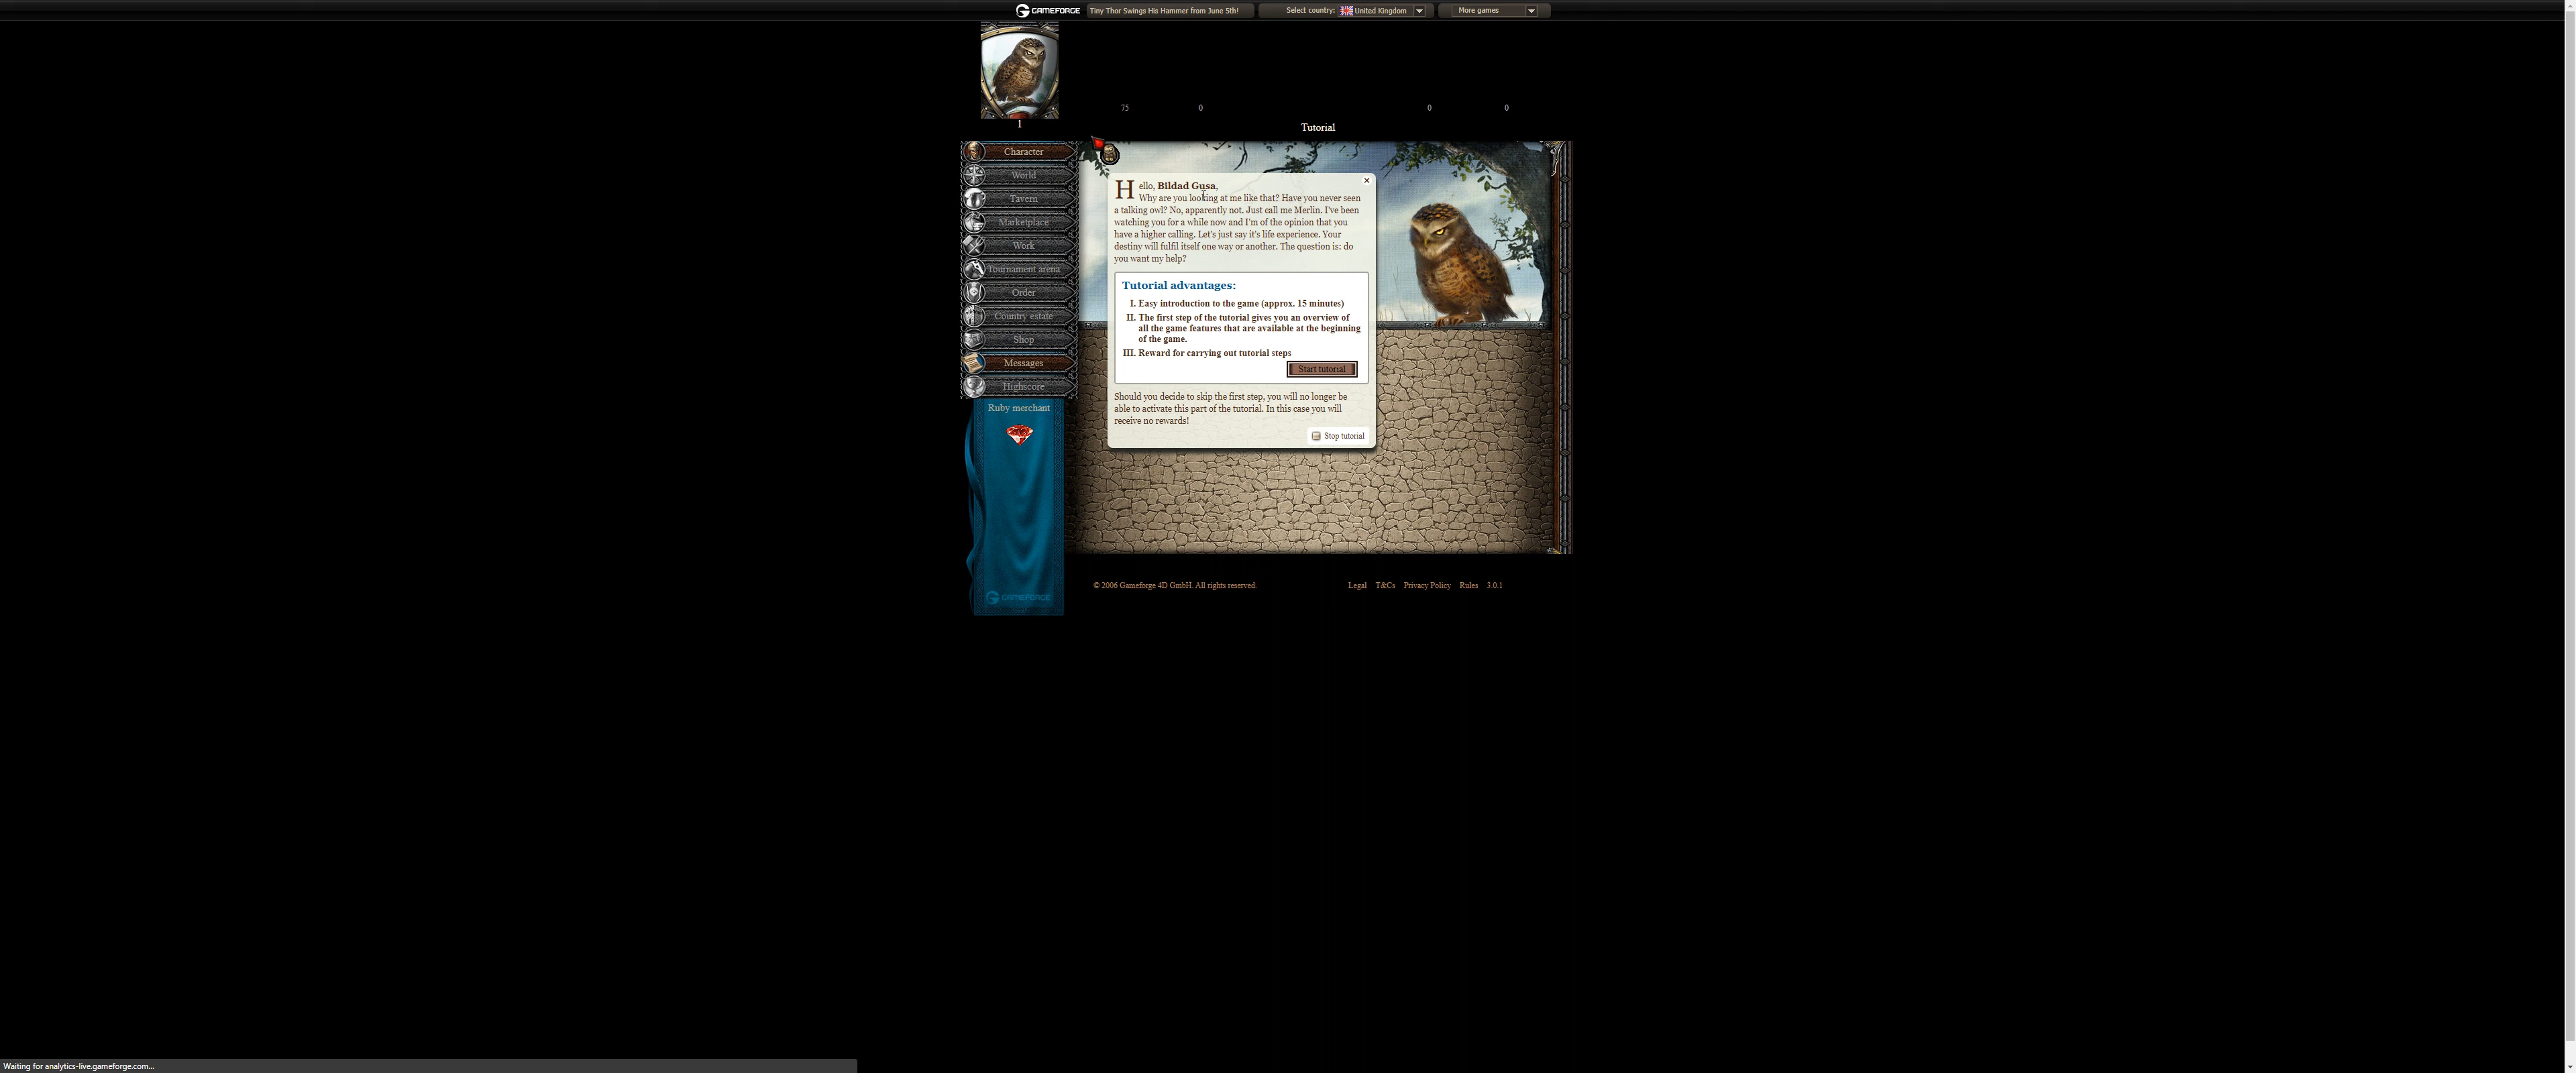 GAMEFORGE
Tiny Thor Swings His Hammer from June 5th!
Select country: United Kingdom
More games
75 0 0 0
1
Tutorial
Character
World
Tavern
Marketplace
Work
Tournament arena
Order
Country estate
Shop
Messages
Highscore
Ruby merchant
GAMEFORGE
Hello, Bildad Gusa,
Why are you looking at me like that? Have you never seen
a talking owl? No, apparently not. Just call me Merlin. I've been
watching you for a while now and I'm of the opinion that you
have a higher calling. Let's just say it's life experience. Your
destiny will fulfil itself one way or another. The question is: do
you want my help?
Tutorial advantages:
I. Easy introduction to the game (approx. 15 minutes)
II. The first step of the tutorial gives you an overview of
all the game features that are available at the beginning
of the game.
III. Reward for carrying out tutorial steps
Start tutorial
Should you decide to skip the first step, you will no longer be
able to activate this part of the tutorial. In this case you will
receive no rewards!
Stop tutorial
© 2006 Gameforge 4D GmbH. All rights reserved.
Legal T&Cs Privacy Policy Rules 3.0.1
Waiting for analytics-live.gameforge.com...